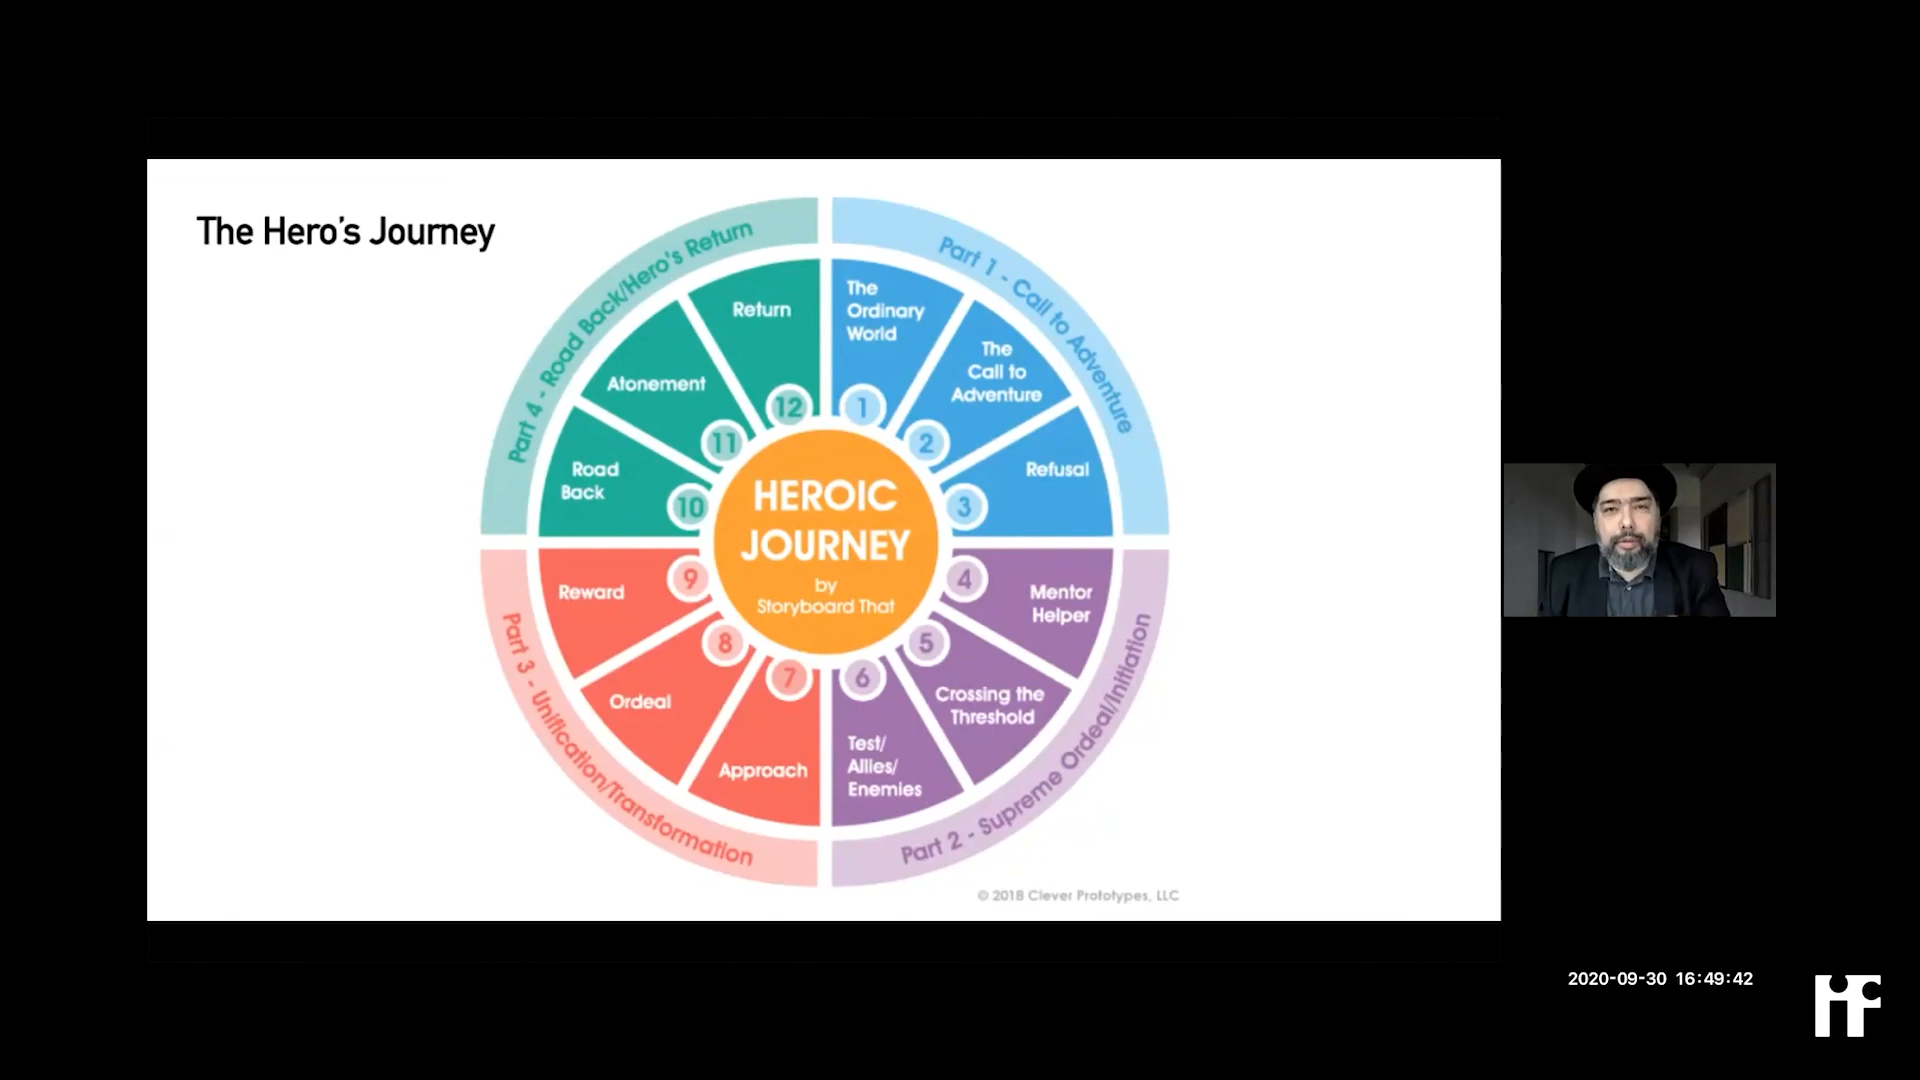 The Hero's Journey
Part 1 - Call to Adventure
The
Ordinary
World
1
The
Call to
Adventure
2
Refusal
3
Part 2 - Supreme Ordeal/Initiation
Mentor
Helper
4
Crossing the
Threshold
5
Test/
Allies/
Enemies
6
Part 3 - Unification/Transformation
Approach
7
Ordeal
8
Reward
9
Part 4 - Road Back/Hero's Return
Road
Back
10
Atonement
11
Return
12
HEROIC
JOURNEY
by
Storyboard That
© 2018 Clever Prototypes, LLC
2020-09-30 16:49:42